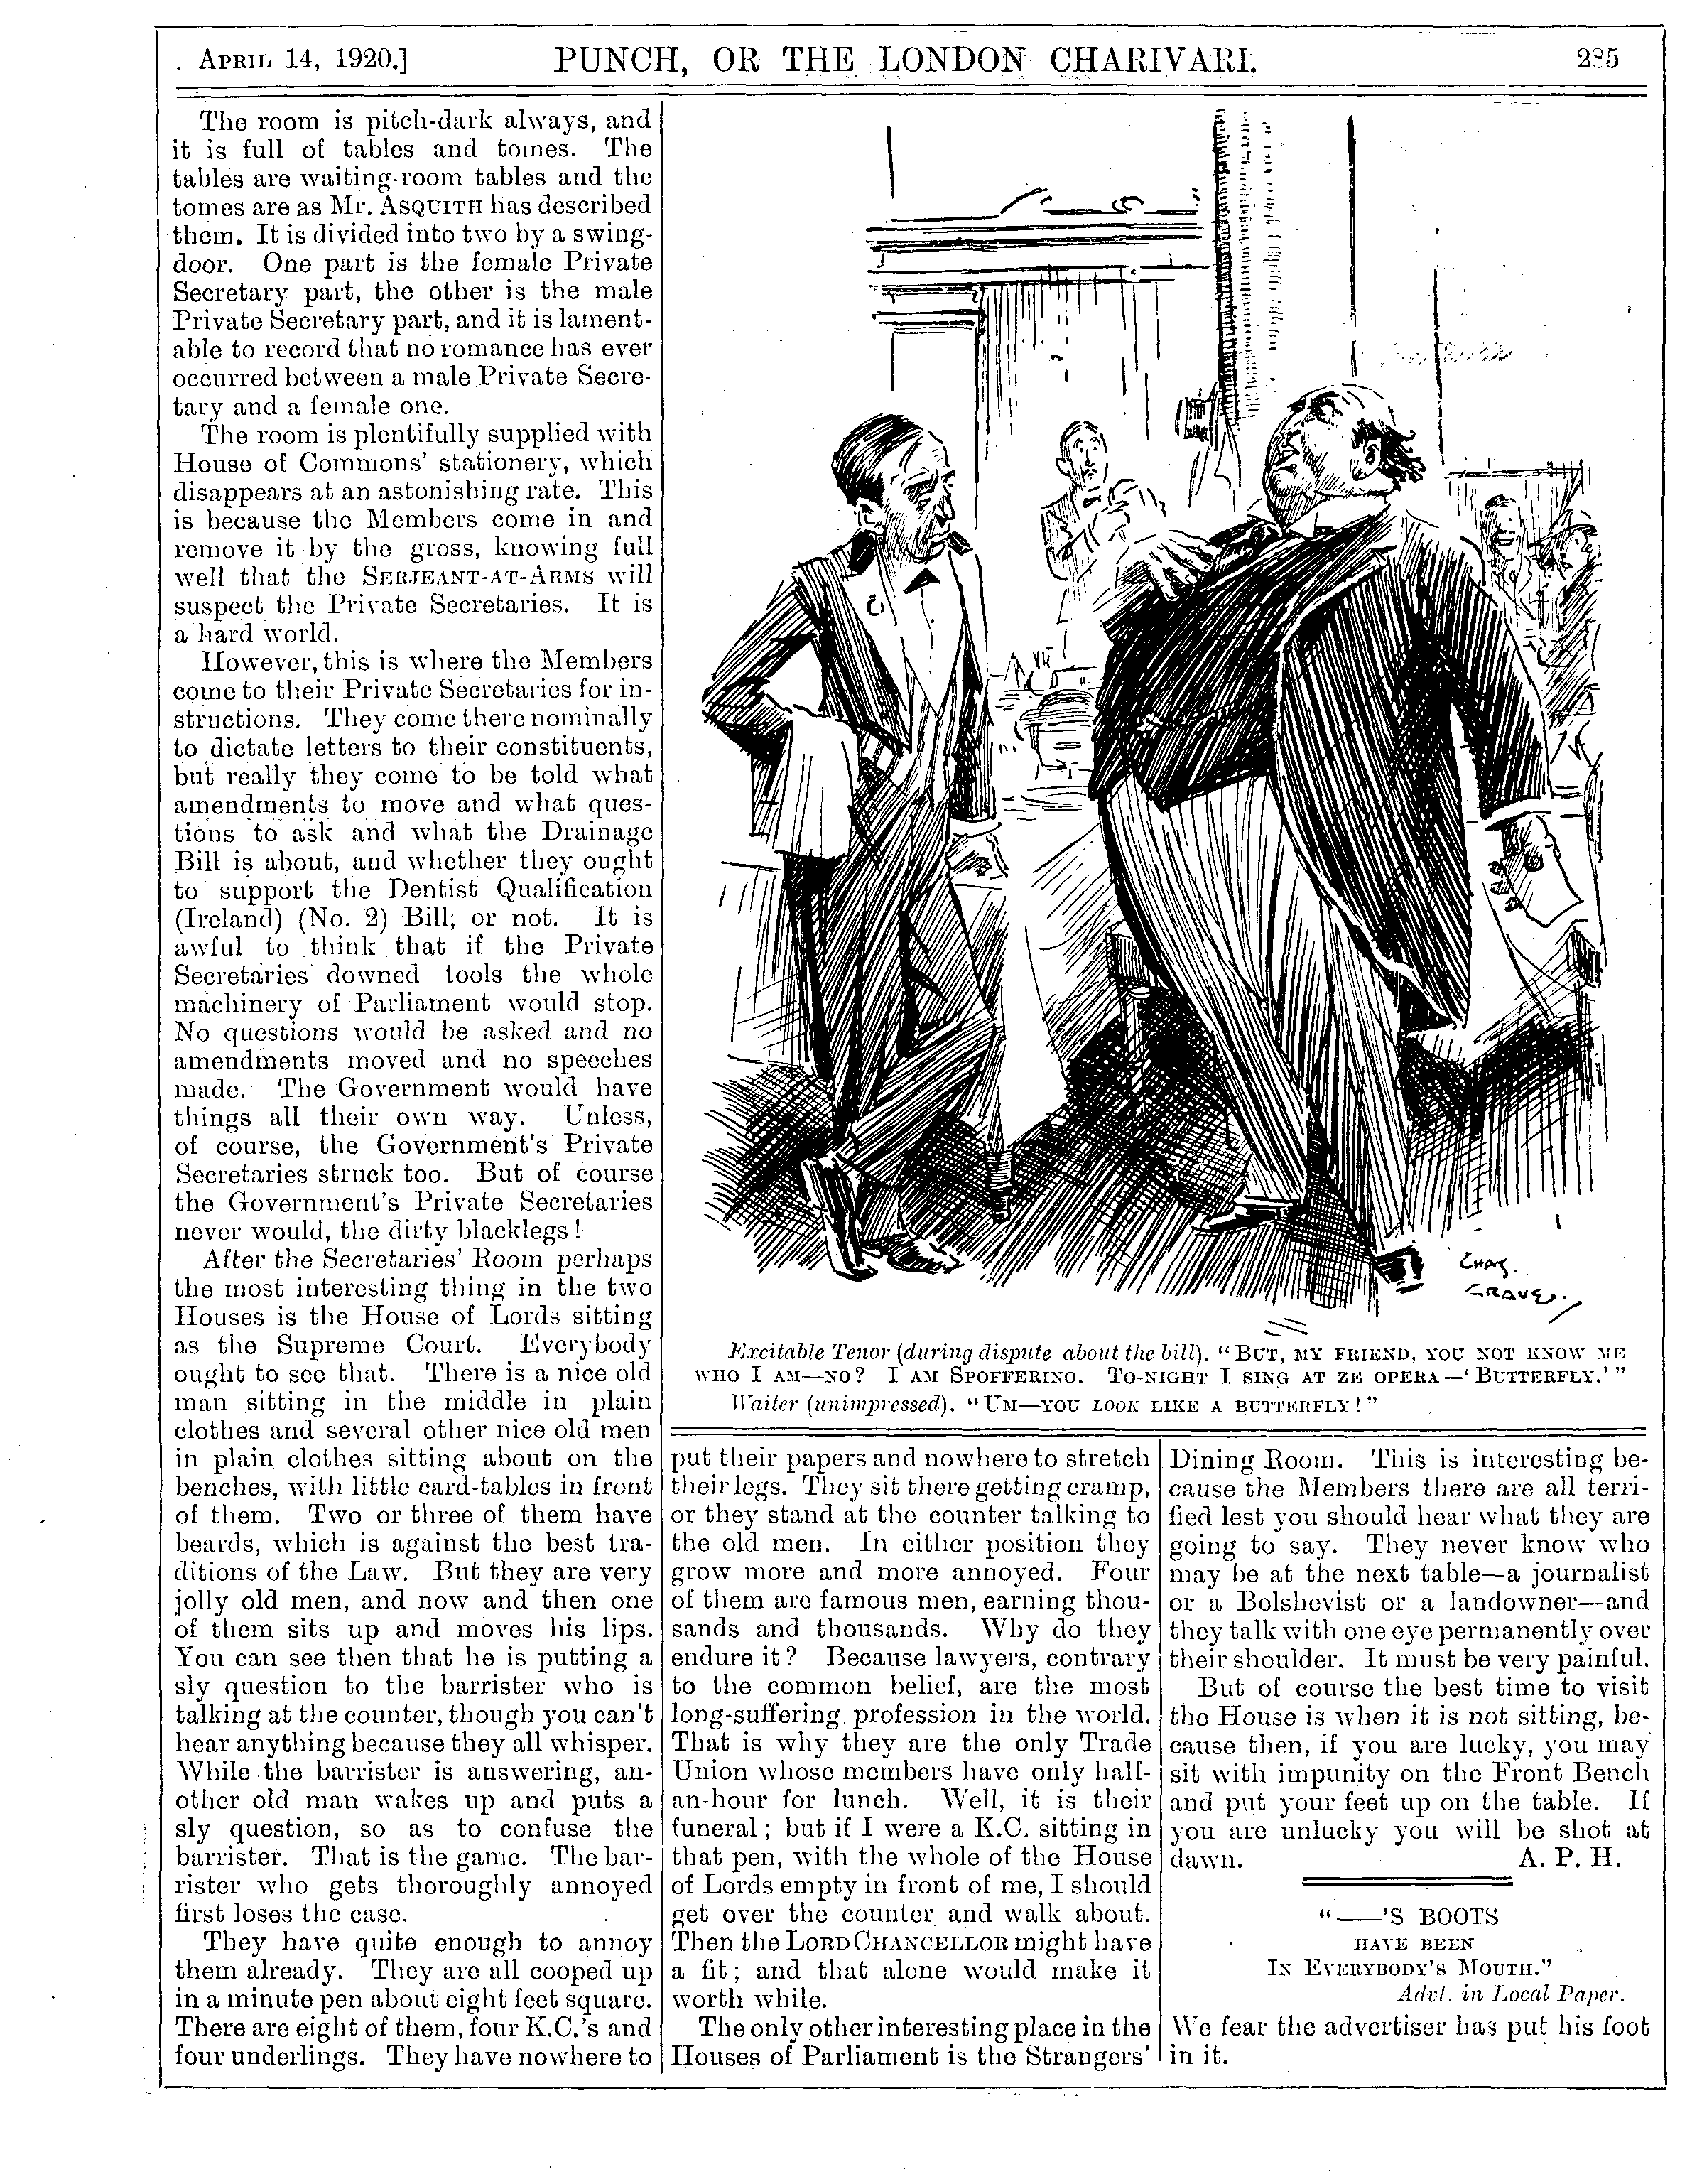 APRIL 14, 1920.] PUNCH, OR THE LONDON CHARIVARI. 285
The room is pitch-dark always, and
it is full of tables and tomes. The
tables are waiting-room tables and the
tomes are as Mr. ASQUITH has described
them. It is divided into two by a swing-
door. One part is the female Private
Secretary part, the other is the male
Private Secretary part, and it is lament-
able to record that no romance has ever
occurred between a male Private Secre-
tary and a female one.
The room is plentifully supplied with
House of Commons' stationery, which
disappears at an astonishing rate. This
is because the Members come in and
remove it by the gross, knowing full
well that the SERJEANT-AT-ARMS will
suspect the Private Secretaries. It is
a hard world.
However, this is where the Members
come to their Private Secretaries for in-
structions. They come there nominally
to dictate letters to their constituents,
but really they come to be told what
amendments to move and what ques-
tions to ask and what the Drainage
Bill is about, and whether they ought
to support the Dentist Qualification
(Ireland) (No. 2) Bill, or not. It is
awful to think that if the Private
Secretaries downed tools the whole
machinery of Parliament would stop.
No questions would be asked and no
amendments moved and no speeches
made. The Government would have
things all their own way. Unless,
of course, the Government's Private
Secretaries struck too. But of course
the Government's Private Secretaries
never would, the dirty blacklegs!
After the Secretaries' Room perhaps
the most interesting thing in the two
Houses is the House of Lords sitting
as the Supreme Court. Everybody
ought to see that. There is a nice old
man sitting in the middle in plain
clothes and several other nice old men
in plain clothes sitting about on the
benches, with little card-tables in front
of them. Two or three of them have
beards, which is against the best tra-
ditions of the Law. But they are very
jolly old men, and now and then one
of them sits up and moves his lips.
You can see then that he is putting a
sly question to the barrister who is
talking at the counter, though you can't
hear anything because they all whisper.
While the barrister is answering, an-
other old man wakes up and puts a
sly question, so as to confuse the
barrister. That is the game. The bar-
rister who gets thoroughly annoyed
first loses the case.
They have quite enough to annoy
them already. They are all cooped up
in a minute pen about eight feet square.
There are eight of them, four K.C.'s and
four underlings. They have nowhere to
CHAS.
GRAVE.
Excitable Tenor (during dispute about the bill). "BUT, MY FRIEND, YOU NOT KNOW ME
WHO I AM—NO? I AM SPOFFERINO. TO-NIGHT I SING AT ZE OPERA—'BUTTERFLY.'"
Waiter (unimpressed). "UM—YOU LOOK LIKE A BUTTERFLY!"
put their papers and nowhere to stretch
their legs. They sit there getting cramp,
or they stand at the counter talking to
the old men. In either position they
grow more and more annoyed. Four
of them are famous men, earning thou-
sands and thousands. Why do they
endure it? Because lawyers, contrary
to the common belief, are the most
long-suffering profession in the world.
That is why they are the only Trade
Union whose members have only half-
an-hour for lunch. Well, it is their
funeral; but if I were a K.C. sitting in
that pen, with the whole of the House
of Lords empty in front of me, I should
get over the counter and walk about.
Then the LORD CHANCELLOR might have
a fit; and that alone would make it
worth while.
The only other interesting place in the
Houses of Parliament is the Strangers'
Dining Room. This is interesting be-
cause the Members there are all terri-
fied lest you should hear what they are
going to say. They never know who
may be at the next table—a journalist
or a Bolshevist or a landowner—and
they talk with one eye permanently over
their shoulder. It must be very painful.
But of course the best time to visit
the House is when it is not sitting, be-
cause then, if you are lucky, you may
sit with impunity on the Front Bench
and put your feet up on the table. If
you are unlucky you will be shot at
dawn. A. P. H.
"——'S BOOTS
HAVE BEEN
IN EVERYBODY'S MOUTH."
Advt. in Local Paper.
We fear the advertiser has put his foot
in it.